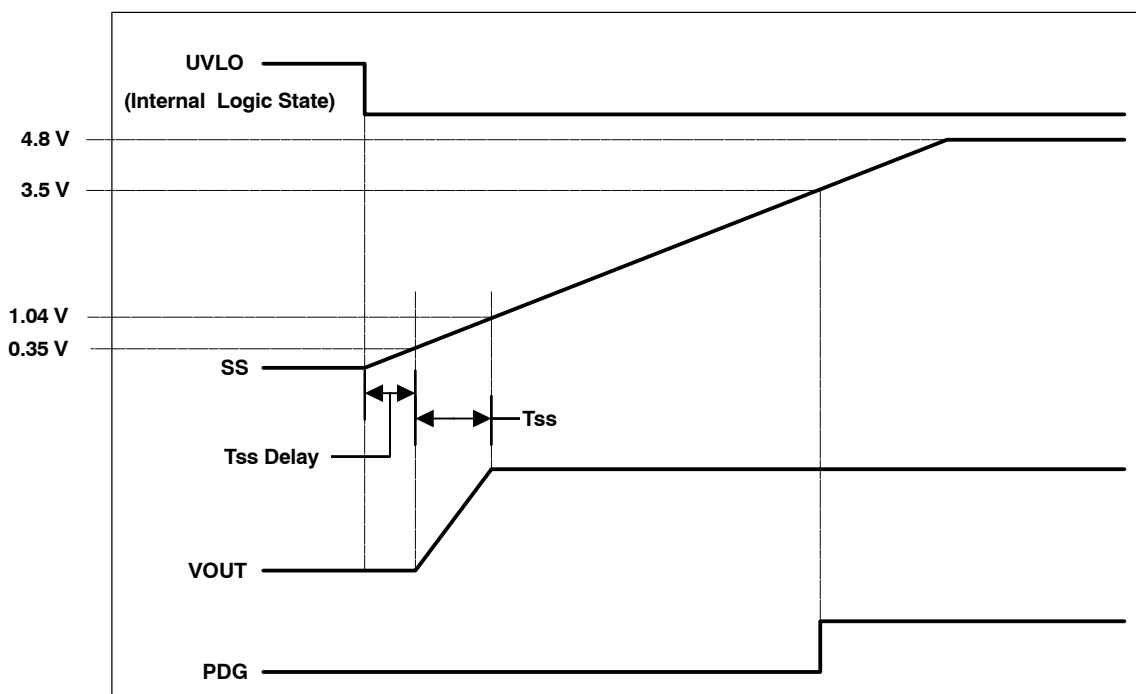 UVLO
(Internal Logic State)
4.8 V
3.5 V
1.04 V
0.35 V
SS
Tss
Tss Delay
VOUT
PDG